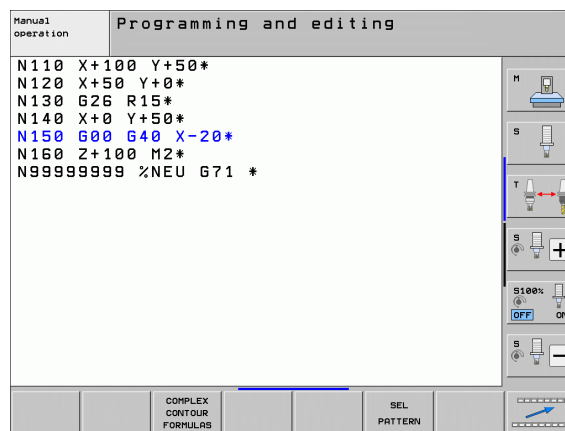 Manual
operation
Programming and editing
N110 X+100 Y+50*
N120 X+50 Y+0*
N130 G26 R15*
N140 X+0 Y+50*
N150 G00 G40 X-20*
N160 Z+100 M2*
N99999999 %NEU G71 *
M
S
T
S
+
S100%
OFF
S
−
COMPLEX
CONTOUR
FORMULAS
SEL
PATTERN